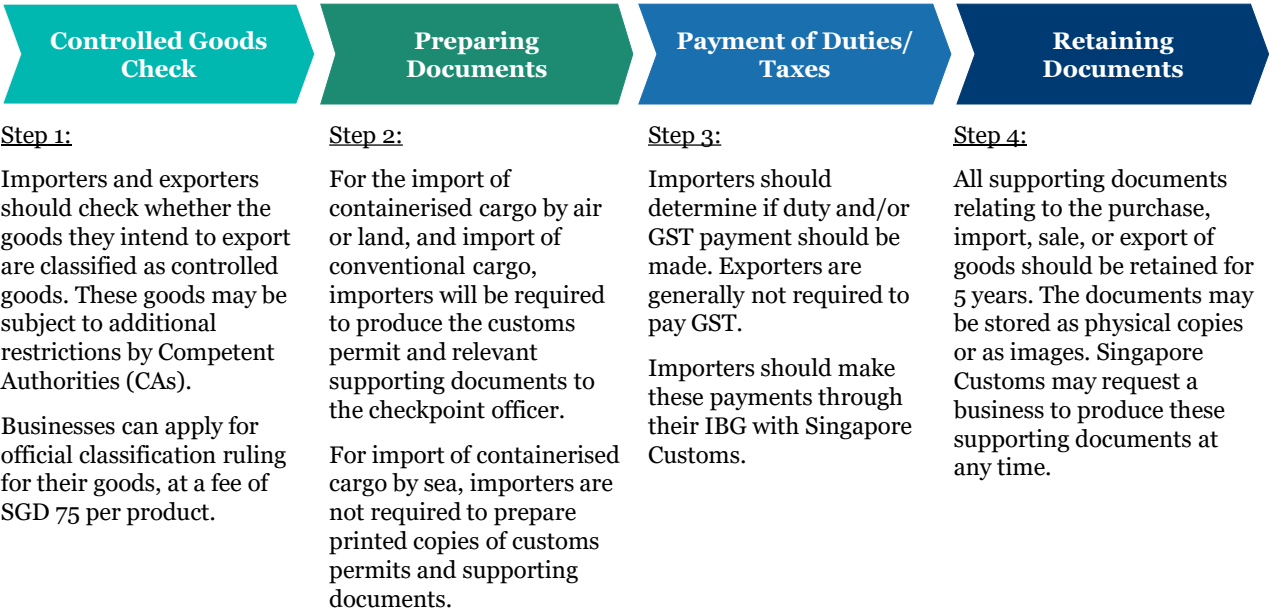 Controlled Goods
Check
Preparing
Documents
Payment of Duties/
Taxes
Retaining
Documents
Step 1:
Importers and exporters
should check whether the
goods they intend to export
are classified as controlled
goods. These goods may be
subject to additional
restrictions by Competent
Authorities (CAs).
Businesses can apply for
official classification ruling
for their goods, at a fee of
SGD 75 per product.
Step 2:
For the import of
containerised cargo by air
or land, and import of
conventional cargo,
importers will be required
to produce the customs
permit and relevant
supporting documents to
the checkpoint officer.
For import of containerised
cargo by sea, importers are
not required to prepare
printed copies of customs
permits and supporting
documents.
Step 3:
Importers should
determine if duty and/or
GST payment should be
made. Exporters are
generally not required to
pay GST.
Importers should make
these payments through
their IBG with Singapore
Customs.
Step 4:
All supporting documents
relating to the purchase,
import, sale, or export of
goods should be retained for
5 years. The documents may
be stored as physical copies
or as images. Singapore
Customs may request a
business to produce these
supporting documents at
any time.